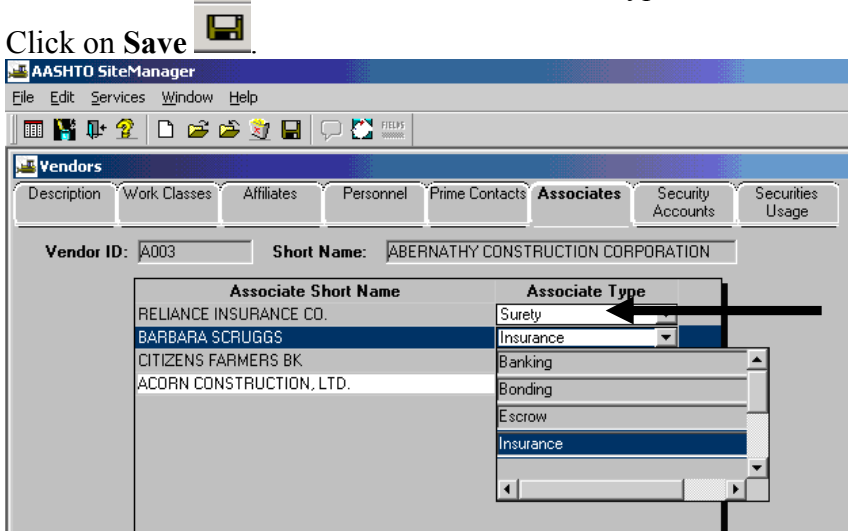 Click on Save .
AASHTO SiteManager
File Edit Services Window Help
FIELDS
Vendors
Description Work Classes Affiliates Personnel Prime Contacts Associates Security Accounts Securities Usage
Vendor ID: A003 Short Name: ABERNATHY CONSTRUCTION CORPORATION
Associate Short Name Associate Type
RELIANCE INSURANCE CO. Surety
BARBARA SCRUGGS Insurance
CITIZENS FARMERS BK Banking
ACORN CONSTRUCTION, LTD. Bonding
Escrow
Insurance